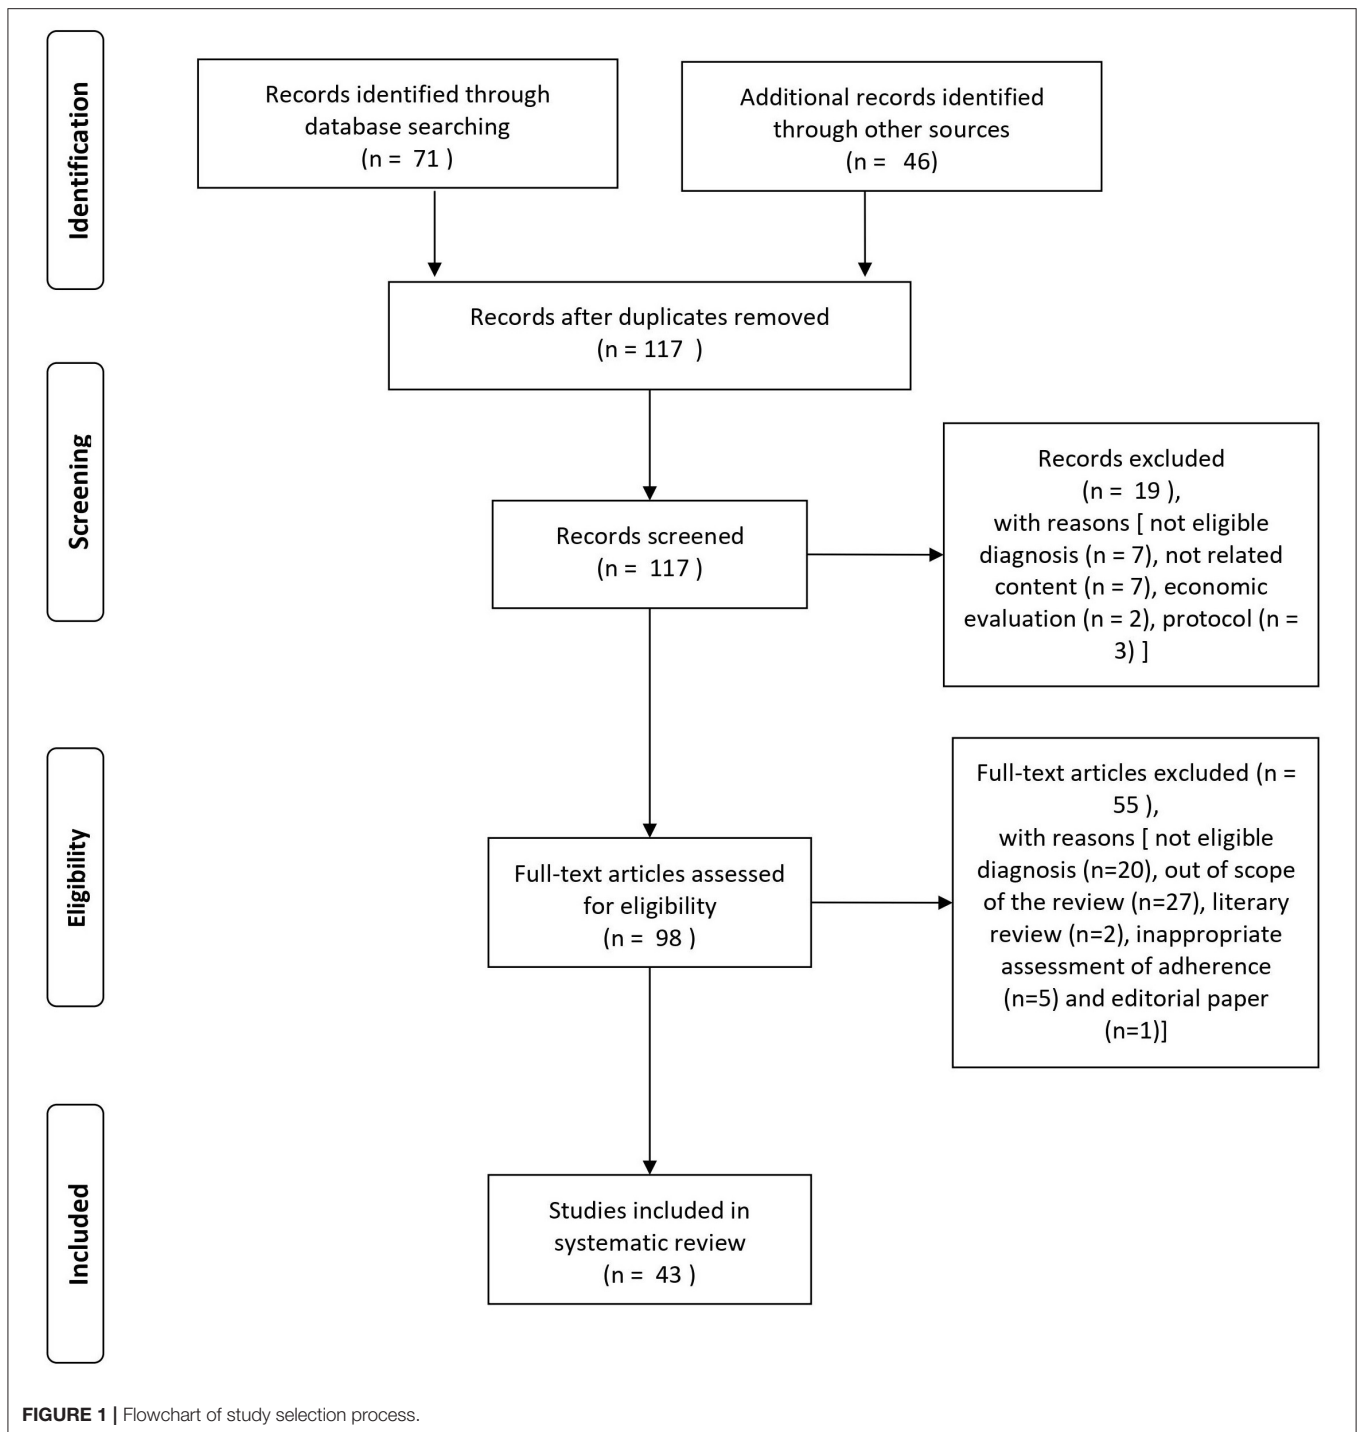 Identification
Records identified through
database searching
(n = 71 )
Additional records identified
through other sources
(n = 46)
Records after duplicates removed
(n = 117 )
Screening
Records screened
(n = 117 )
Records excluded
(n = 19 ),
with reasons [ not eligible
diagnosis (n = 7), not related
content (n = 7), economic
evaluation (n = 2), protocol (n =
3) ]
Eligibility
Full-text articles assessed
for eligibility
(n = 98 )
Full-text articles excluded (n =
55 ),
with reasons [ not eligible
diagnosis (n=20), out of scope
of the review (n=27), literary
review (n=2), inappropriate
assessment of adherence
(n=5) and editorial paper
(n=1)]
Included
Studies included in
systematic review
(n = 43 )
FIGURE 1 | Flowchart of study selection process.